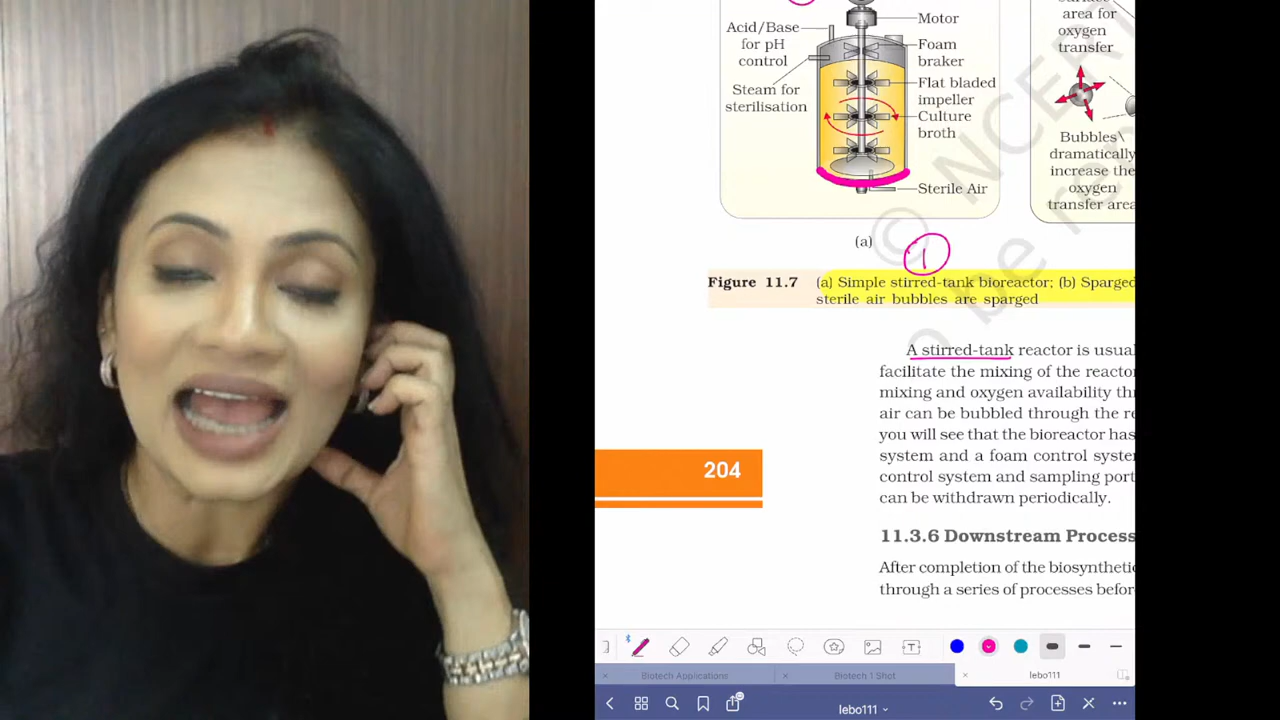 surface
area for
oxygen
transfer
Motor
Acid/Base
for pH
control
Foam
braker
Steam for
sterilisation
Flat bladed
impeller
Culture
broth
Bubbles\
dramatically
increase the
oxygen
transfer area
Sterile Air
© NCERT
o be re
(a)
1
Figure 11.7 (a) Simple stirred-tank bioreactor; (b) Sparged
sterile air bubbles are sparged
A stirred-tank reactor is usual
facilitate the mixing of the reactor
mixing and oxygen availability thr
air can be bubbled through the re
you will see that the bioreactor has
system and a foam control system
control system and sampling port
can be withdrawn periodically.
204
11.3.6 Downstream Process
After completion of the biosynthetic
through a series of processes before
T
Biotech Applications
Biotech 1 Shot
lebo111
lebo111